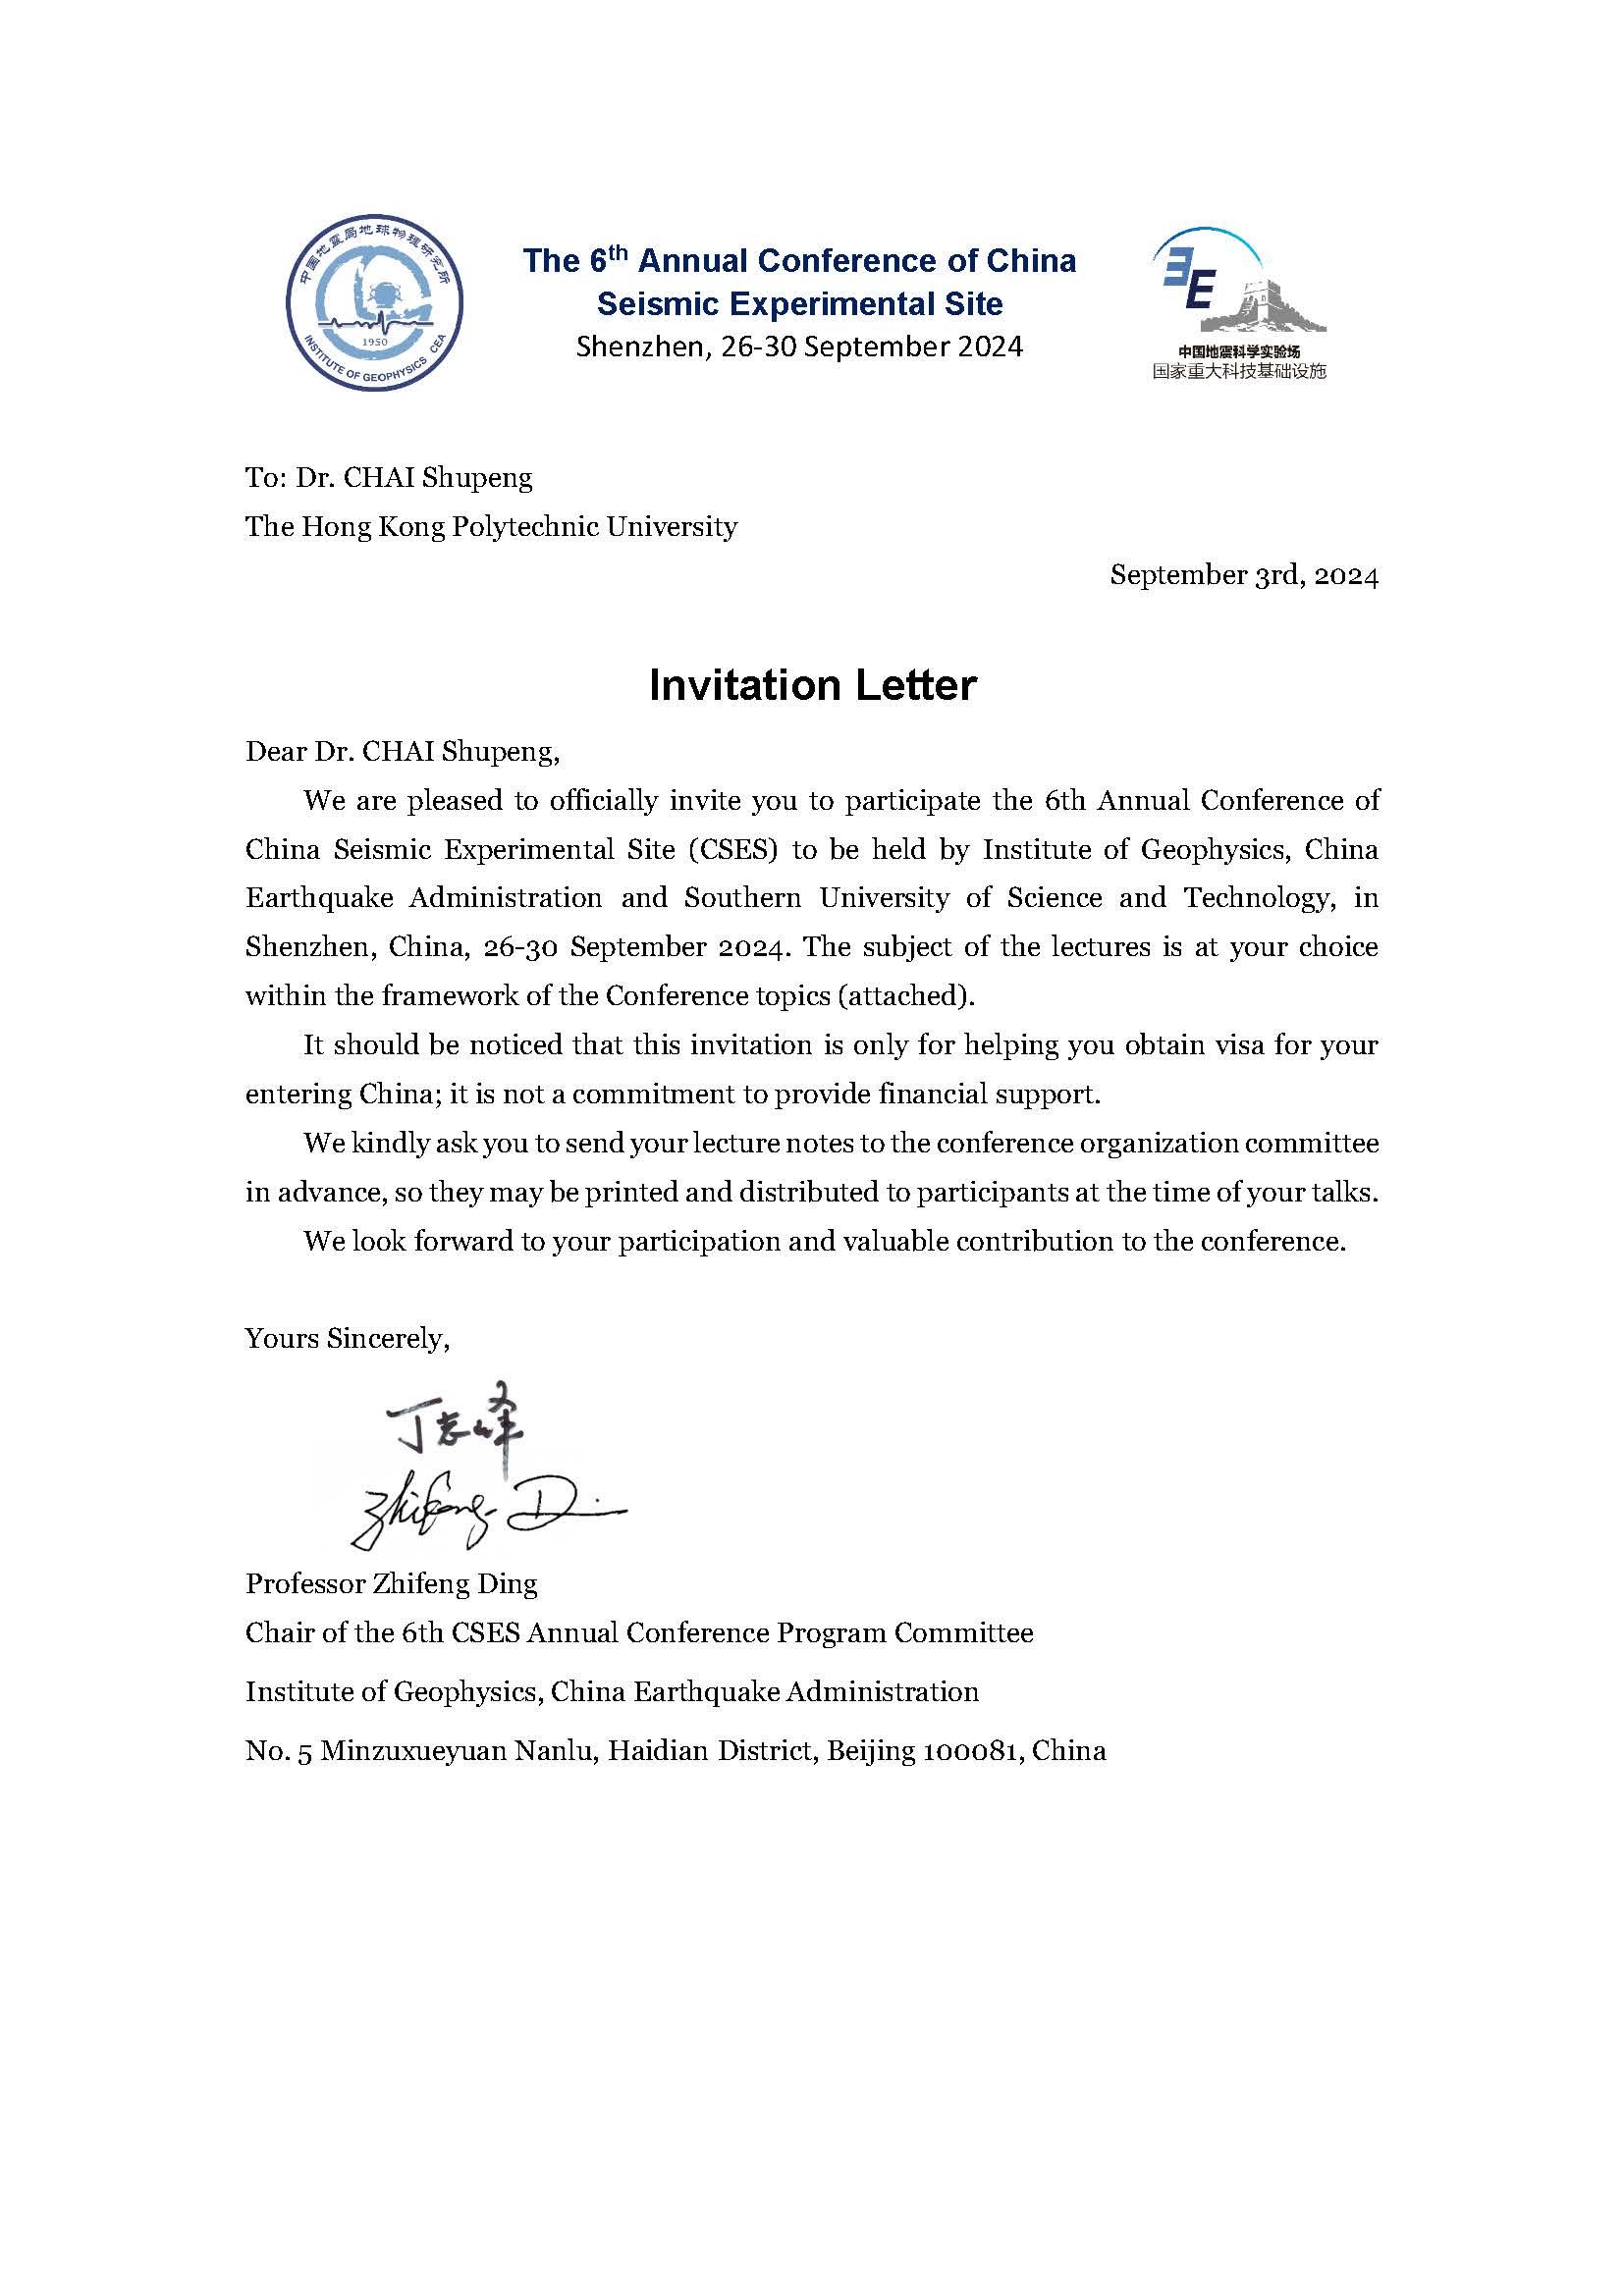 中国地震局地球物理研究所
1950
INSTITUTE OF GEOPHYSICS CEA
The 6th Annual Conference of China
Seismic Experimental Site
Shenzhen, 26-30 September 2024
3E
中国地震科学实验场
国家重大科技基础设施
To: Dr. CHAI Shupeng
The Hong Kong Polytechnic University
September 3rd, 2024
Invitation Letter
Dear Dr. CHAI Shupeng,
We are pleased to officially invite you to participate the 6th Annual Conference of
China Seismic Experimental Site (CSES) to be held by Institute of Geophysics, China
Earthquake Administration and Southern University of Science and Technology, in
Shenzhen, China, 26-30 September 2024. The subject of the lectures is at your choice
within the framework of the Conference topics (attached).
It should be noticed that this invitation is only for helping you obtain visa for your
entering China; it is not a commitment to provide financial support.
We kindly ask you to send your lecture notes to the conference organization committee
in advance, so they may be printed and distributed to participants at the time of your talks.
We look forward to your participation and valuable contribution to the conference.
Yours Sincerely,
丁志峰
Zhifeng Ding
Professor Zhifeng Ding
Chair of the 6th CSES Annual Conference Program Committee
Institute of Geophysics, China Earthquake Administration
No. 5 Minzuxueyuan Nanlu, Haidian District, Beijing 100081, China